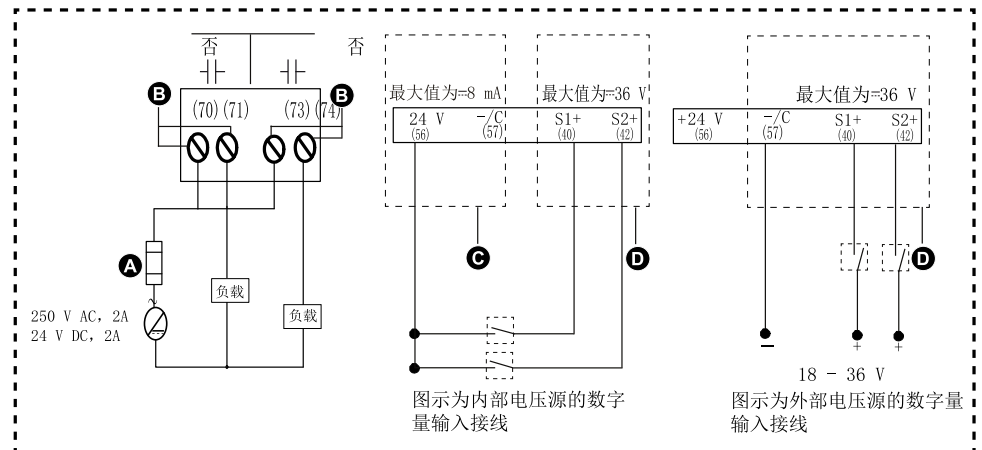 否 否
B B
(70) (71) (73) (74)
A
负载
负载
250 V AC, 2A
24 V DC, 2A
最大值为=8 mA 最大值为=36 V
24 V -/C S1+ S2+
(56) (57) (40) (42)
C D
图示为内部电压源的数字
量输入接线
最大值为=36 V
+24 V -/C S1+ S2+
(56) (57) (40) (42)
D
− + +
18 - 36 V
图示为外部电压源的数字量
输入接线